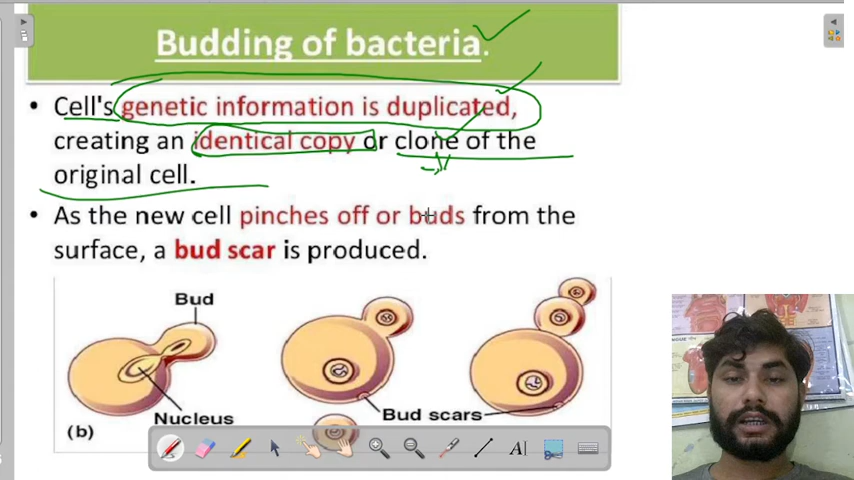 Budding of bacteria.
• Cell's genetic information is duplicated,
creating an identical copy or clone of the
original cell.
• As the new cell pinches off or buds from the
surface, a bud scar is produced.
Bud
Nucleus
Bud scars
(b)
A